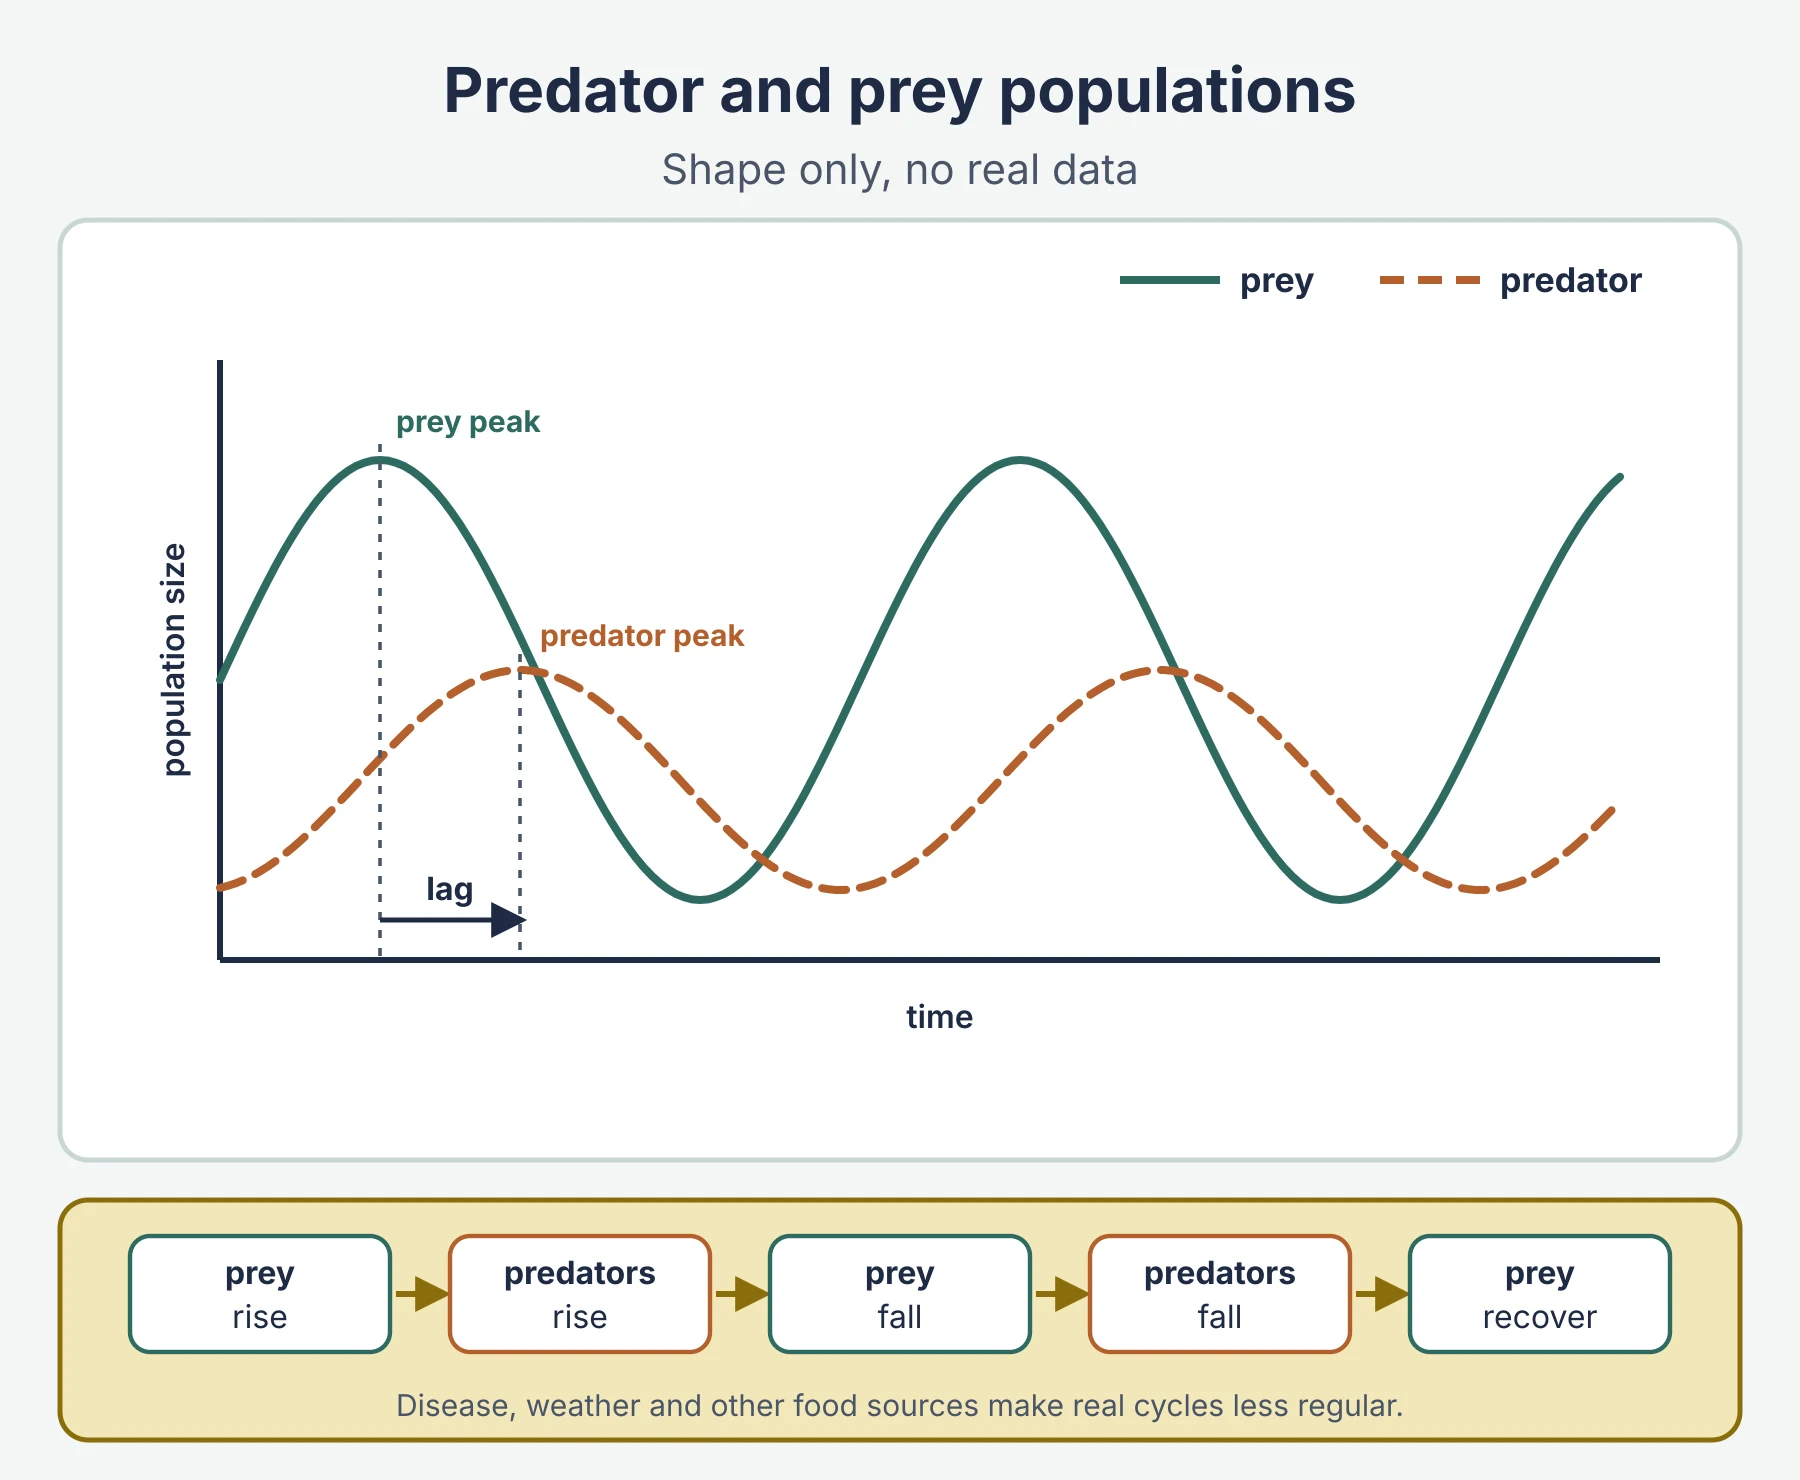 Predator and prey populations
Shape only, no real data
prey
predator
prey peak
predator peak
population size
lag
time
prey
rise
predators
rise
prey
fall
predators
fall
prey
recover
Disease, weather and other food sources make real cycles less regular.